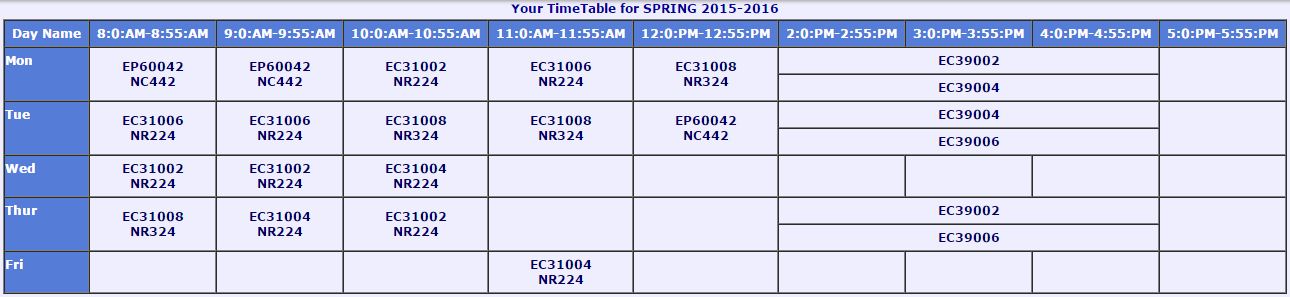 Your TimeTable for SPRING 2015-2016
Day Name 8:0:AM-8:55:AM 9:0:AM-9:55:AM 10:0:AM-10:55:AM 11:0:AM-11:55:AM 12:0:PM-12:55:PM 2:0:PM-2:55:PM 3:0:PM-3:55:PM 4:0:PM-4:55:PM 5:0:PM-5:55:PM
Mon
EP60042 EP60042 EC31002 EC31006 EC31008 EC39002
NC442 NC442 NR224 NR224 NR324 EC39004
Tue
EC31006 EC31006 EC31008 EC31008 EP60042 EC39004
NR224 NR224 NR324 NR324 NC442 EC39006
Wed
EC31002 EC31002 EC31004
NR224 NR224 NR224
Thur
EC31008 EC31004 EC31002 EC39002
NR324 NR224 NR224 EC39006
Fri
EC31004
NR224